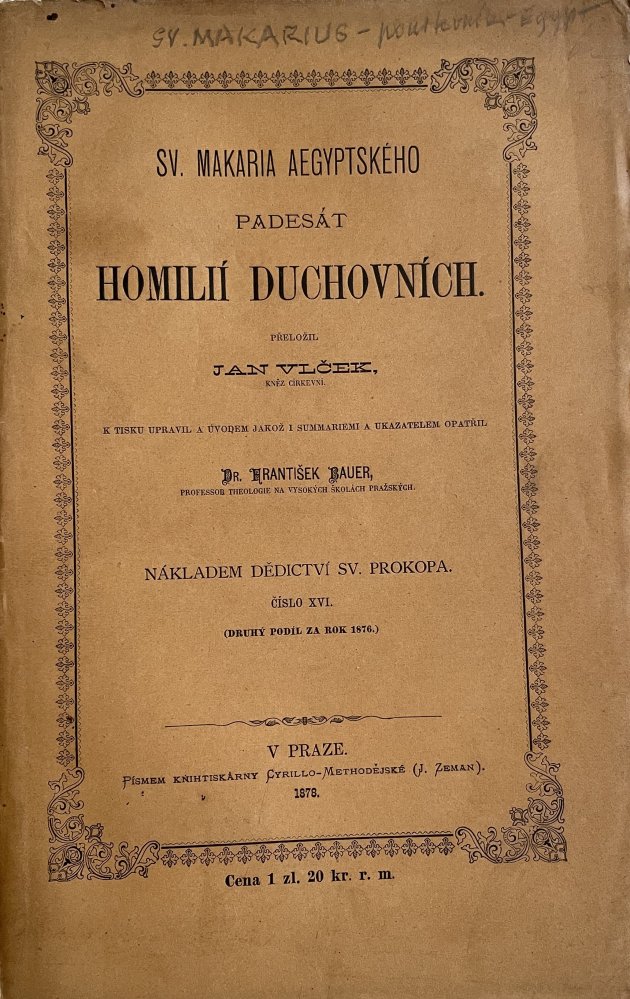 SV. MAKARIUS - poustevník - Egypt
SV. MAKARIA AEGYPTSKÉHO
PADESÁT
HOMILIÍ DUCHOVNÍCH.
PŘELOŽIL
JAN VLČEK,
KNĚZ CÍRKEVNÍ.
K TISKU UPRAVIL A ÚVODEM JAKOŽ I SUMMARIEMI A UKAZATELEM OPATŘIL
DR. FRANTIŠEK BAUER,
PROFESSOR THEOLOGIE NA VYSOKÝCH ŠKOLÁCH PRAŽSKÝCH.
NÁKLADEM DĚDICTVÍ SV. PROKOPA.
ČÍSLO XVI.
(DRUHÝ PODÍL ZA ROK 1876.)
V PRAZE.
PÍSMEM KNIHTISKÁRNY CYRILLO-METHODĚJSKÉ (J. ZEMAN).
1878.
Cena 1 zl. 20 kr. r. m.